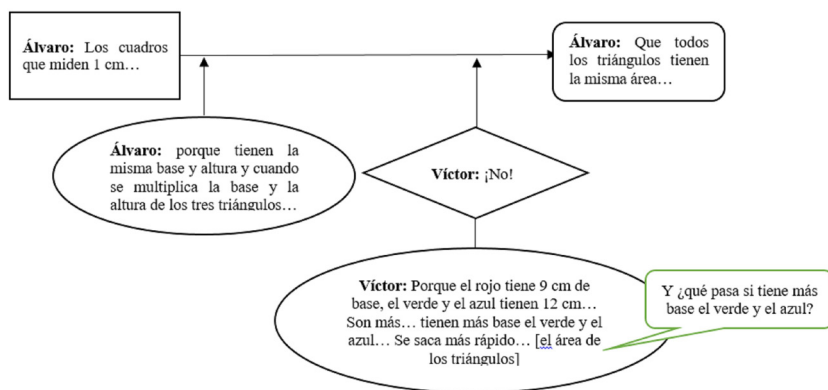 Álvaro: Los cuadros
que miden 1 cm…
Álvaro: Que todos
los triángulos tienen
la misma área…
Álvaro: porque tienen la
misma base y altura y cuando
se multiplica la base y la
altura de los tres triángulos…
Víctor: ¡No!
Víctor: Porque el rojo tiene 9 cm de
base, el verde y el azul tienen 12 cm…
Son más… tienen más base el verde y el
azul… Se saca más rápido… [el área de
los triángulos]
Y ¿qué pasa si tiene más
base el verde y el azul?